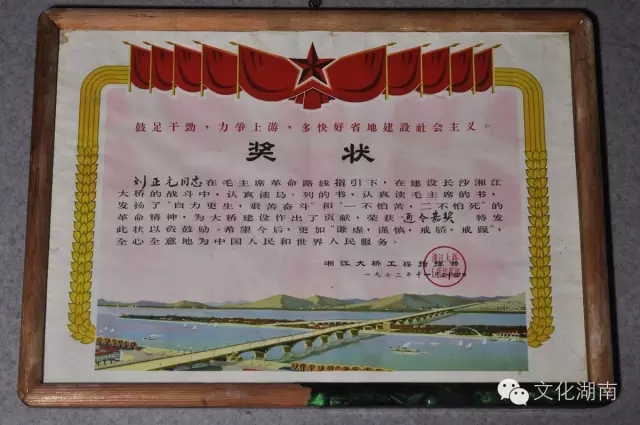 鼓足干劲、力争上游，多快好省地建设社会主义。
奖状
刘正元同志在毛主席革命路线指引下，在建设长沙湘江
大桥的战斗中，认真读马、列的书，认真读毛主席的书，
发扬了“自力更生，艰苦奋斗”和“一不怕苦，二不怕死”的
革命精神，为大桥建设作出了贡献，荣获通令嘉奖特发
此状以资鼓励。希望今后，更加“谦虚，谨慎，戒骄，戒躁”，
全心全意地为中国人民和世界人民服务。
湘江大桥工程指挥部
一九七二年十一月
湘江大桥
文化湖南